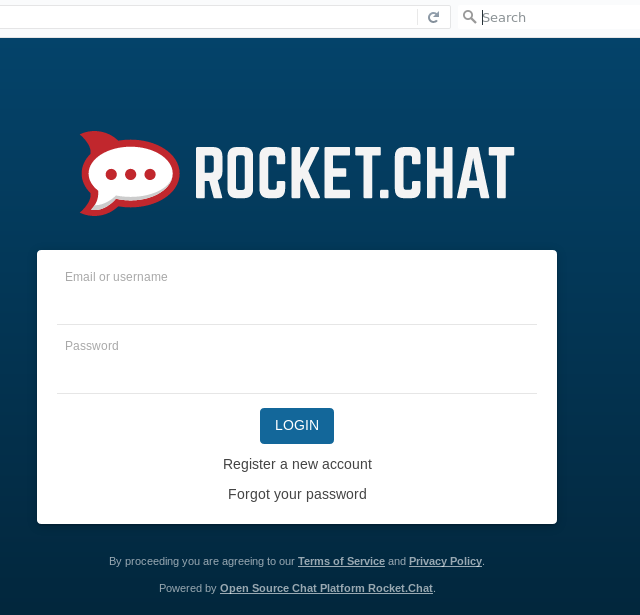 Search
ROCKET.CHAT
Email or username
Password
LOGIN
Register a new account
Forgot your password
By proceeding you are agreeing to our Terms of Service and Privacy Policy.
Powered by Open Source Chat Platform Rocket.Chat.